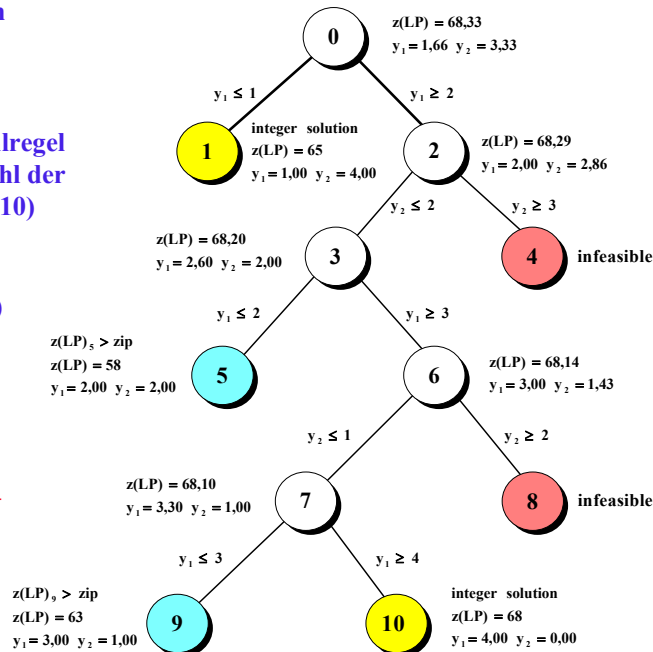 n
lregel
hl der
10)
)
0
z(LP) = 68,33
y₁ = 1,66 y₂ = 3,33
y₁ ≤ 1
y₁ ≥ 2
1
integer solution
z(LP) = 65
y₁ = 1,00 y₂ = 4,00
2
z(LP) = 68,29
y₁ = 2,00 y₂ = 2,86
y₂ ≤ 2
y₂ ≥ 3
z(LP) = 68,20
y₁ = 2,60 y₂ = 2,00
3
4
infeasible
y₁ ≤ 2
y₁ ≥ 3
z(LP)₅ > zip
z(LP) = 58
y₁ = 2,00 y₂ = 2,00
5
6
z(LP) = 68,14
y₁ = 3,00 y₂ = 1,43
y₂ ≤ 1
y₂ ≥ 2
z(LP) = 68,10
y₁ = 3,30 y₂ = 1,00
7
8
infeasible
y₁ ≤ 3
y₁ ≥ 4
z(LP)₉ > zip
z(LP) = 63
y₁ = 3,00 y₂ = 1,00
9
10
integer solution
z(LP) = 68
y₁ = 4,00 y₂ = 0,00